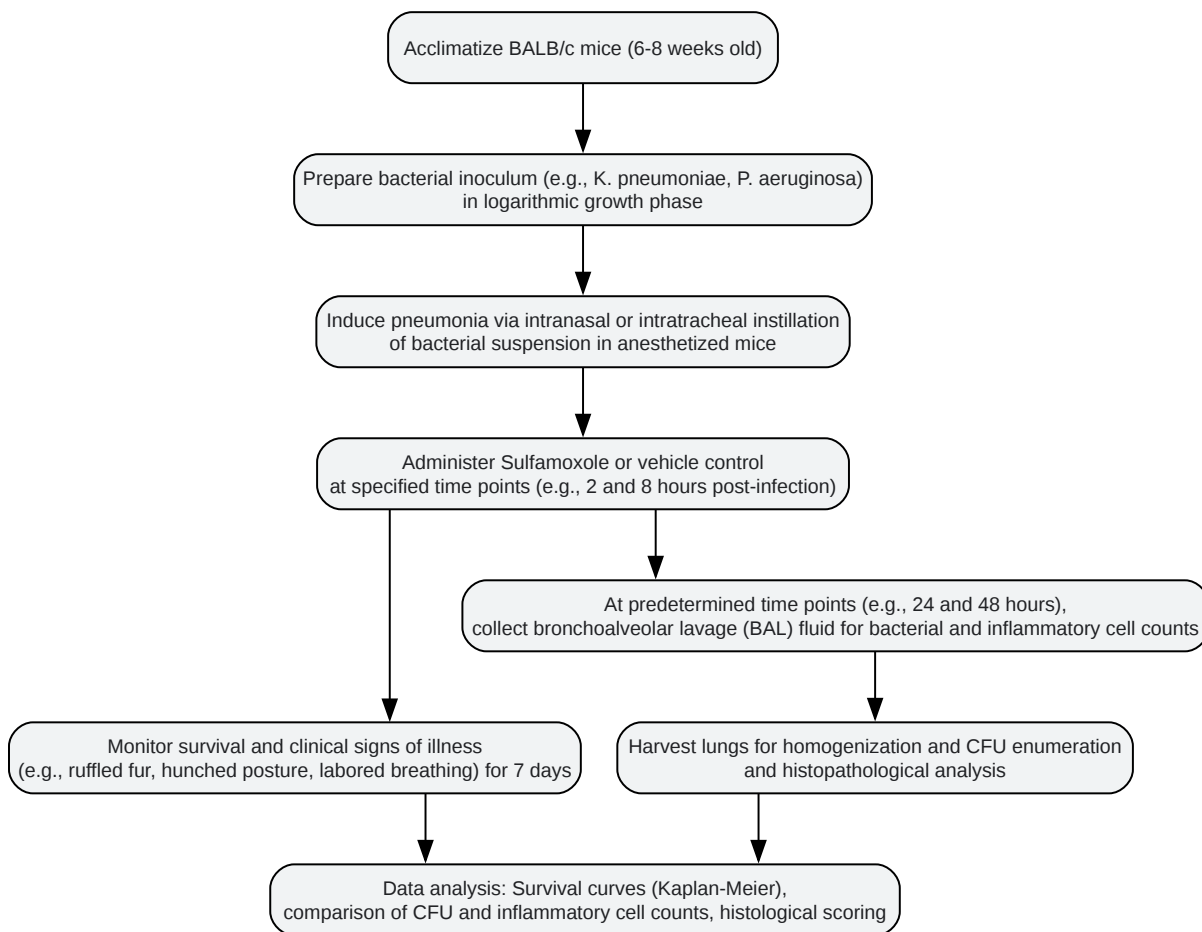 Acclimatize BALB/c mice (6-8 weeks old)
Prepare bacterial inoculum (e.g., K. pneumoniae, P. aeruginosa)
in logarithmic growth phase
Induce pneumonia via intranasal or intratracheal instillation
of bacterial suspension in anesthetized mice
Administer Sulfamoxole or vehicle control
at specified time points (e.g., 2 and 8 hours post-infection)
At predetermined time points (e.g., 24 and 48 hours),
collect bronchoalveolar lavage (BAL) fluid for bacterial and inflammatory cell counts
Monitor survival and clinical signs of illness
(e.g., ruffled fur, hunched posture, labored breathing) for 7 days
Harvest lungs for homogenization and CFU enumeration
and histopathological analysis
Data analysis: Survival curves (Kaplan-Meier),
comparison of CFU and inflammatory cell counts, histological scoring